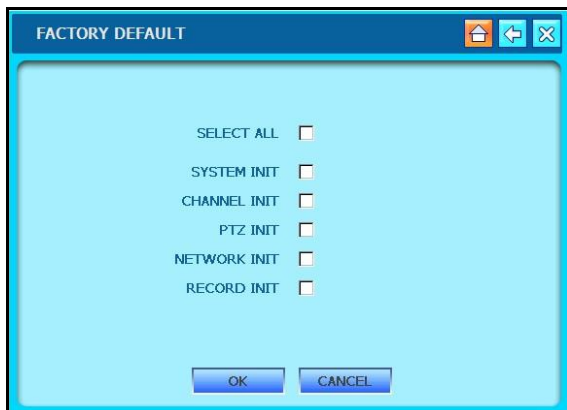 FACTORY DEFAULT
SELECT ALL
SYSTEM INIT
CHANNEL INIT
PTZ INIT
NETWORK INIT
RECORD INIT
OK CANCEL